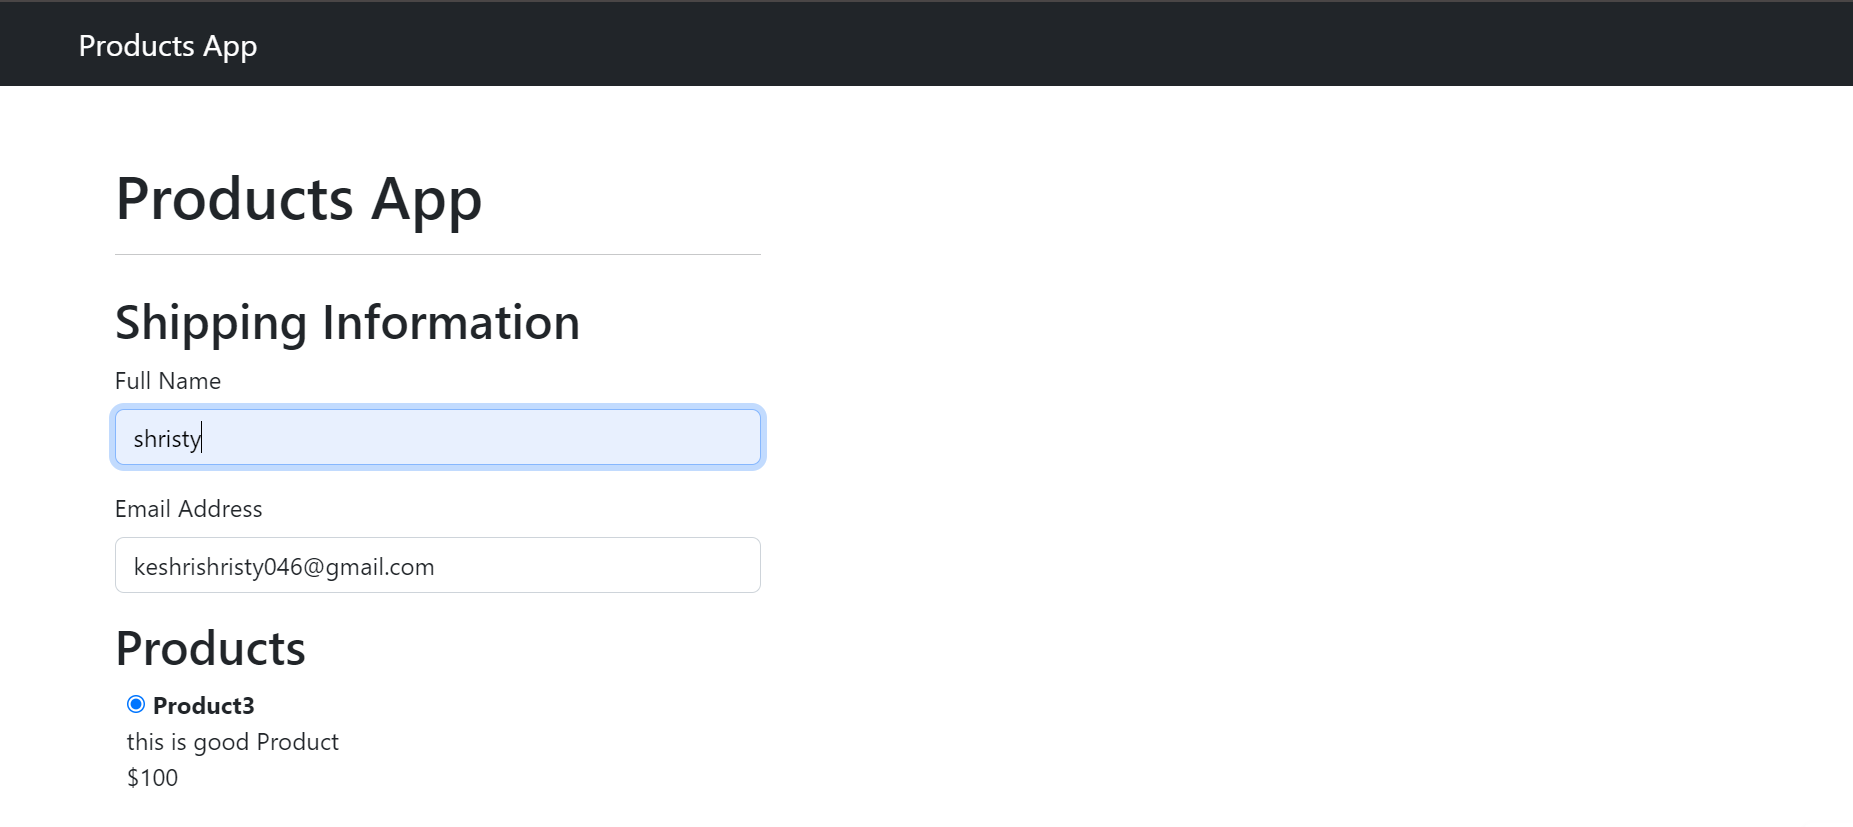 Products App
Products App
Shipping Information
Full Name
shristy
Email Address
keshrishristy046@gmail.com
Products
Product3
this is good Product
$100